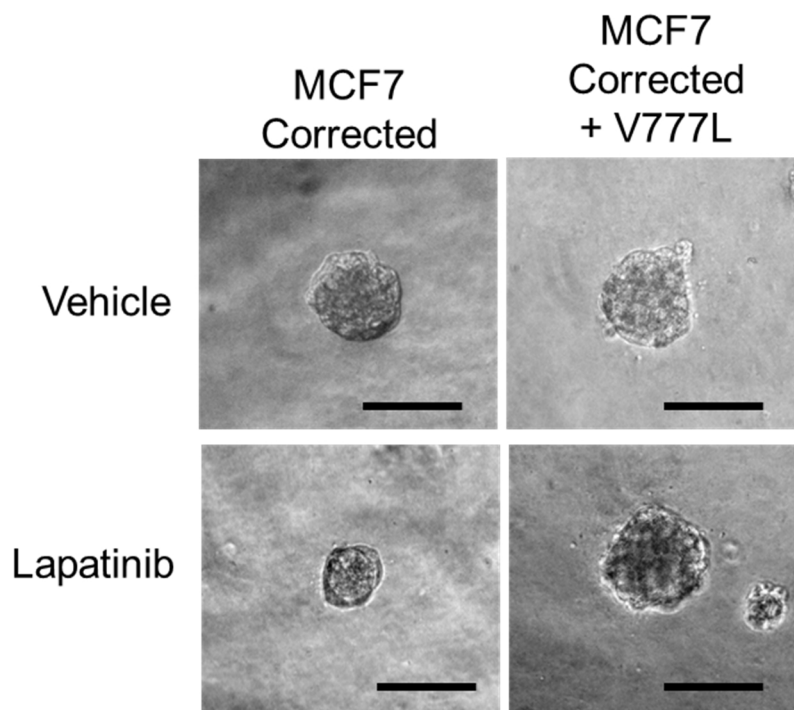 MCF7
Corrected
MCF7
Corrected
+ V777L
Vehicle
Lapatinib